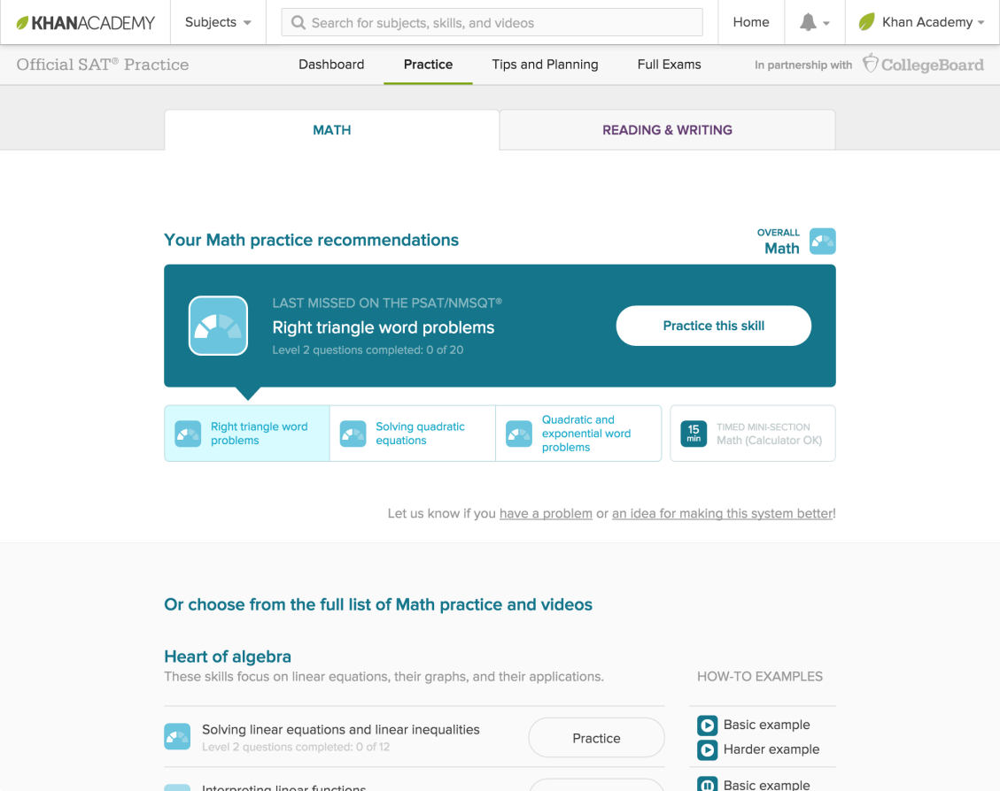 KHANACADEMY
Subjects
Search for subjects, skills, and videos
Home
Khan Academy
Official SAT® Practice
Dashboard
Practice
Tips and Planning
Full Exams
In partnership with
CollegeBoard
MATH
READING & WRITING
Your Math practice recommendations
OVERALL
Math
LAST MISSED ON THE PSAT/NMSQT®
Right triangle word problems
Level 2 questions completed: 0 of 20
Practice this skill
Right triangle word
problems
Solving quadratic
equations
Quadratic and
exponential word
problems
15
min
TIMED MINI-SECTION
Math (Calculator OK)
Let us know if you have a problem or an idea for making this system better!
Or choose from the full list of Math practice and videos
Heart of algebra
These skills focus on linear equations, their graphs, and their applications.
HOW-TO EXAMPLES
Solving linear equations and linear inequalities
Level 2 questions completed: 0 of 12
Practice
Basic example
Harder example
Interpreting linear functions
Basic example